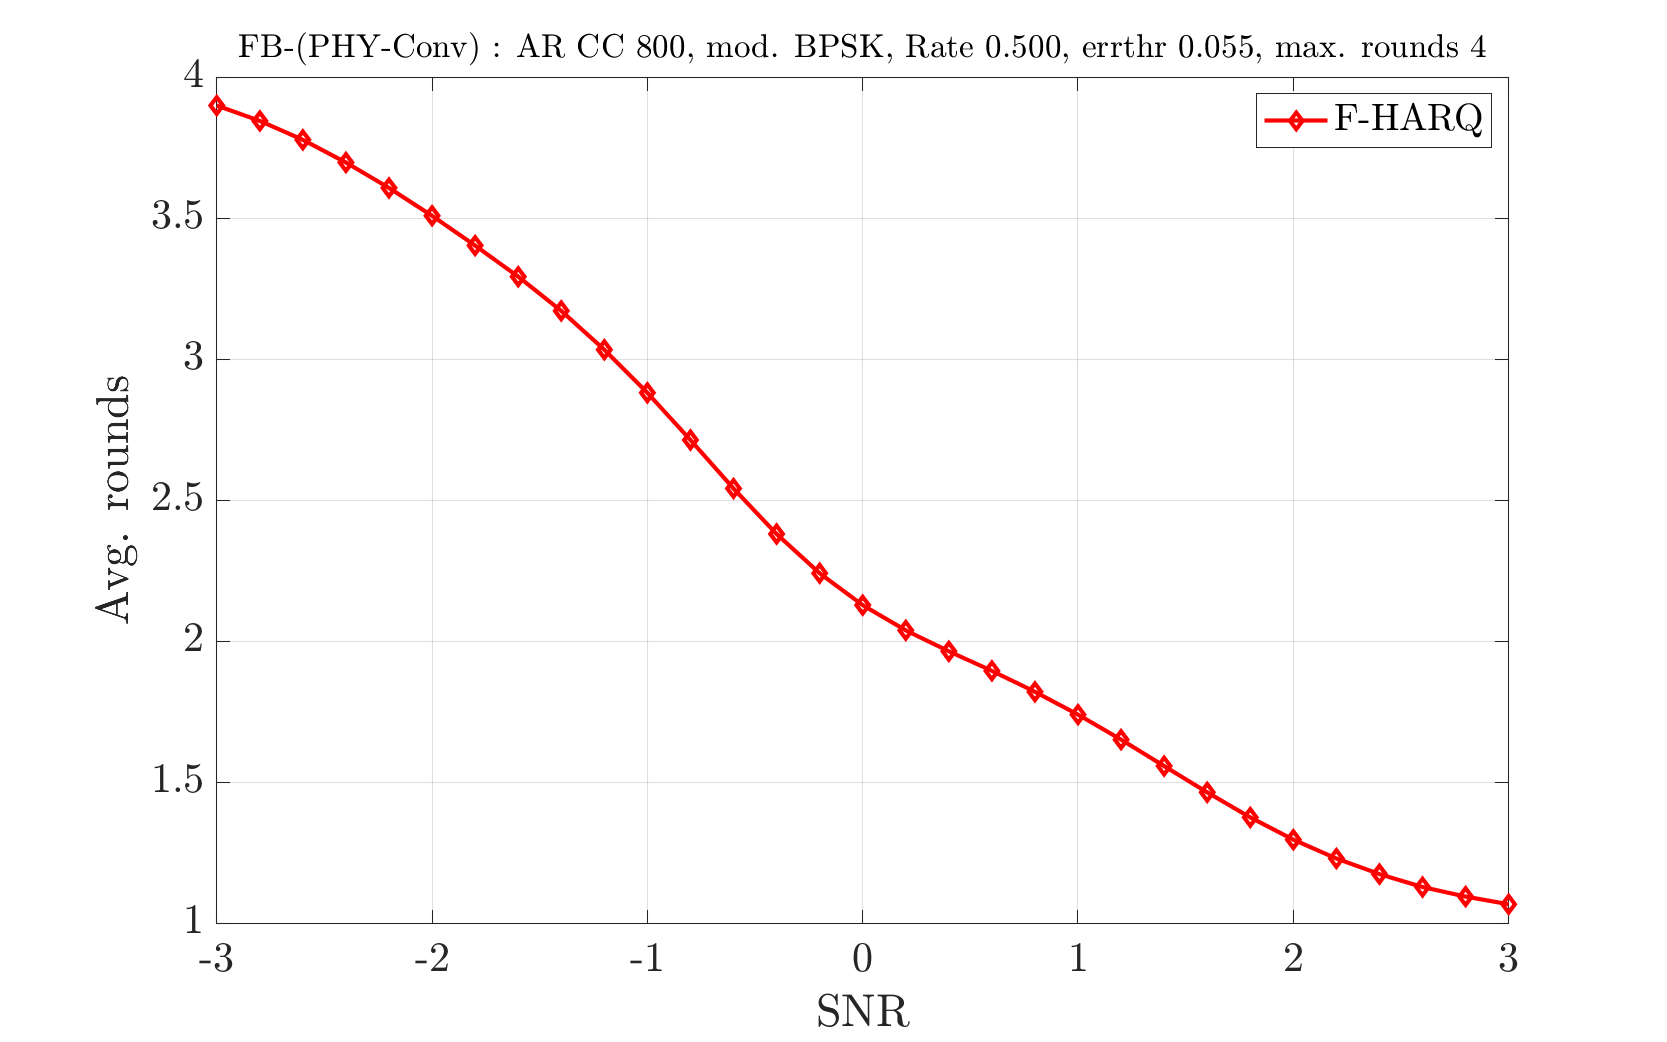 FB-(PHY-Conv) : AR CC 800, mod. BPSK, Rate 0.500, errthr 0.055, max. rounds 4
F-HARQ
4
3.5
3
2.5
2
1.5
1
Avg. rounds
-3 -2 -1 0 1 2 3
SNR